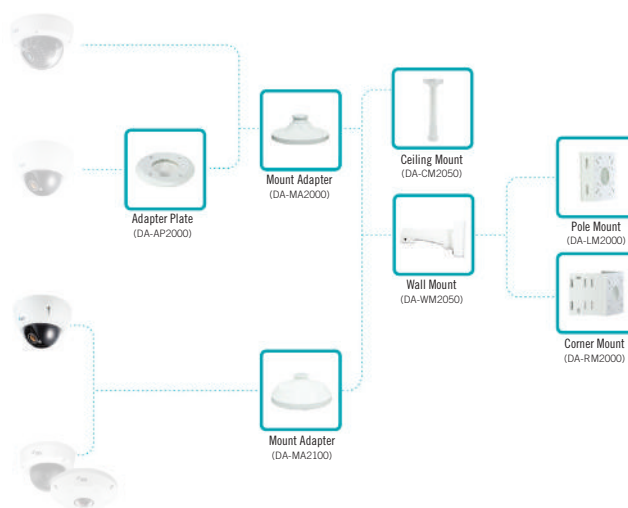 Ceiling Mount
(DA-CM2050)
Mount Adapter
(DA-MA2000)
Adapter Plate
(DA-AP2000)
Pole Mount
(DA-LM2000)
Wall Mount
(DA-WM2050)
Corner Mount
(DA-RM2000)
Mount Adapter
(DA-MA2100)